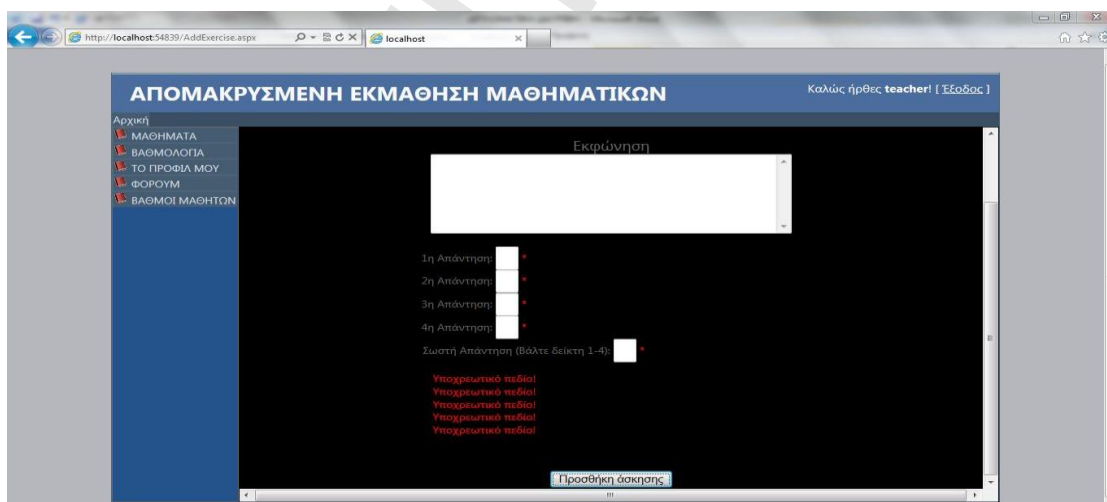 http://localhost:54839/AddExercise.aspx
localhost
ΑΠΟΜΑΚΡΥΣΜΕΝΗ ΕΚΜΑΘΗΣΗ ΜΑΘΗΜΑΤΙΚΩΝ
Καλώς ήρθες teacher! [ Έξοδος ]
Αρχική
ΜΑΘΗΜΑΤΑ
ΒΑΘΜΟΛΟΓΙΑ
ΤΟ ΠΡΟΦΙΛ ΜΟΥ
ΦΟΡΟΥΜ
ΒΑΘΜΟΙ ΜΑΘΗΤΩΝ
Εκφώνηση
1η Απάντηση: *
2η Απάντηση: *
3η Απάντηση: *
4η Απάντηση: *
Σωστή Απάντηση (Βάλτε δείκτη 1-4): *
Υποχρεωτικό πεδίο!
Υποχρεωτικό πεδίο!
Υποχρεωτικό πεδίο!
Υποχρεωτικό πεδίο!
Υποχρεωτικό πεδίο!
Προσθήκη άσκησης